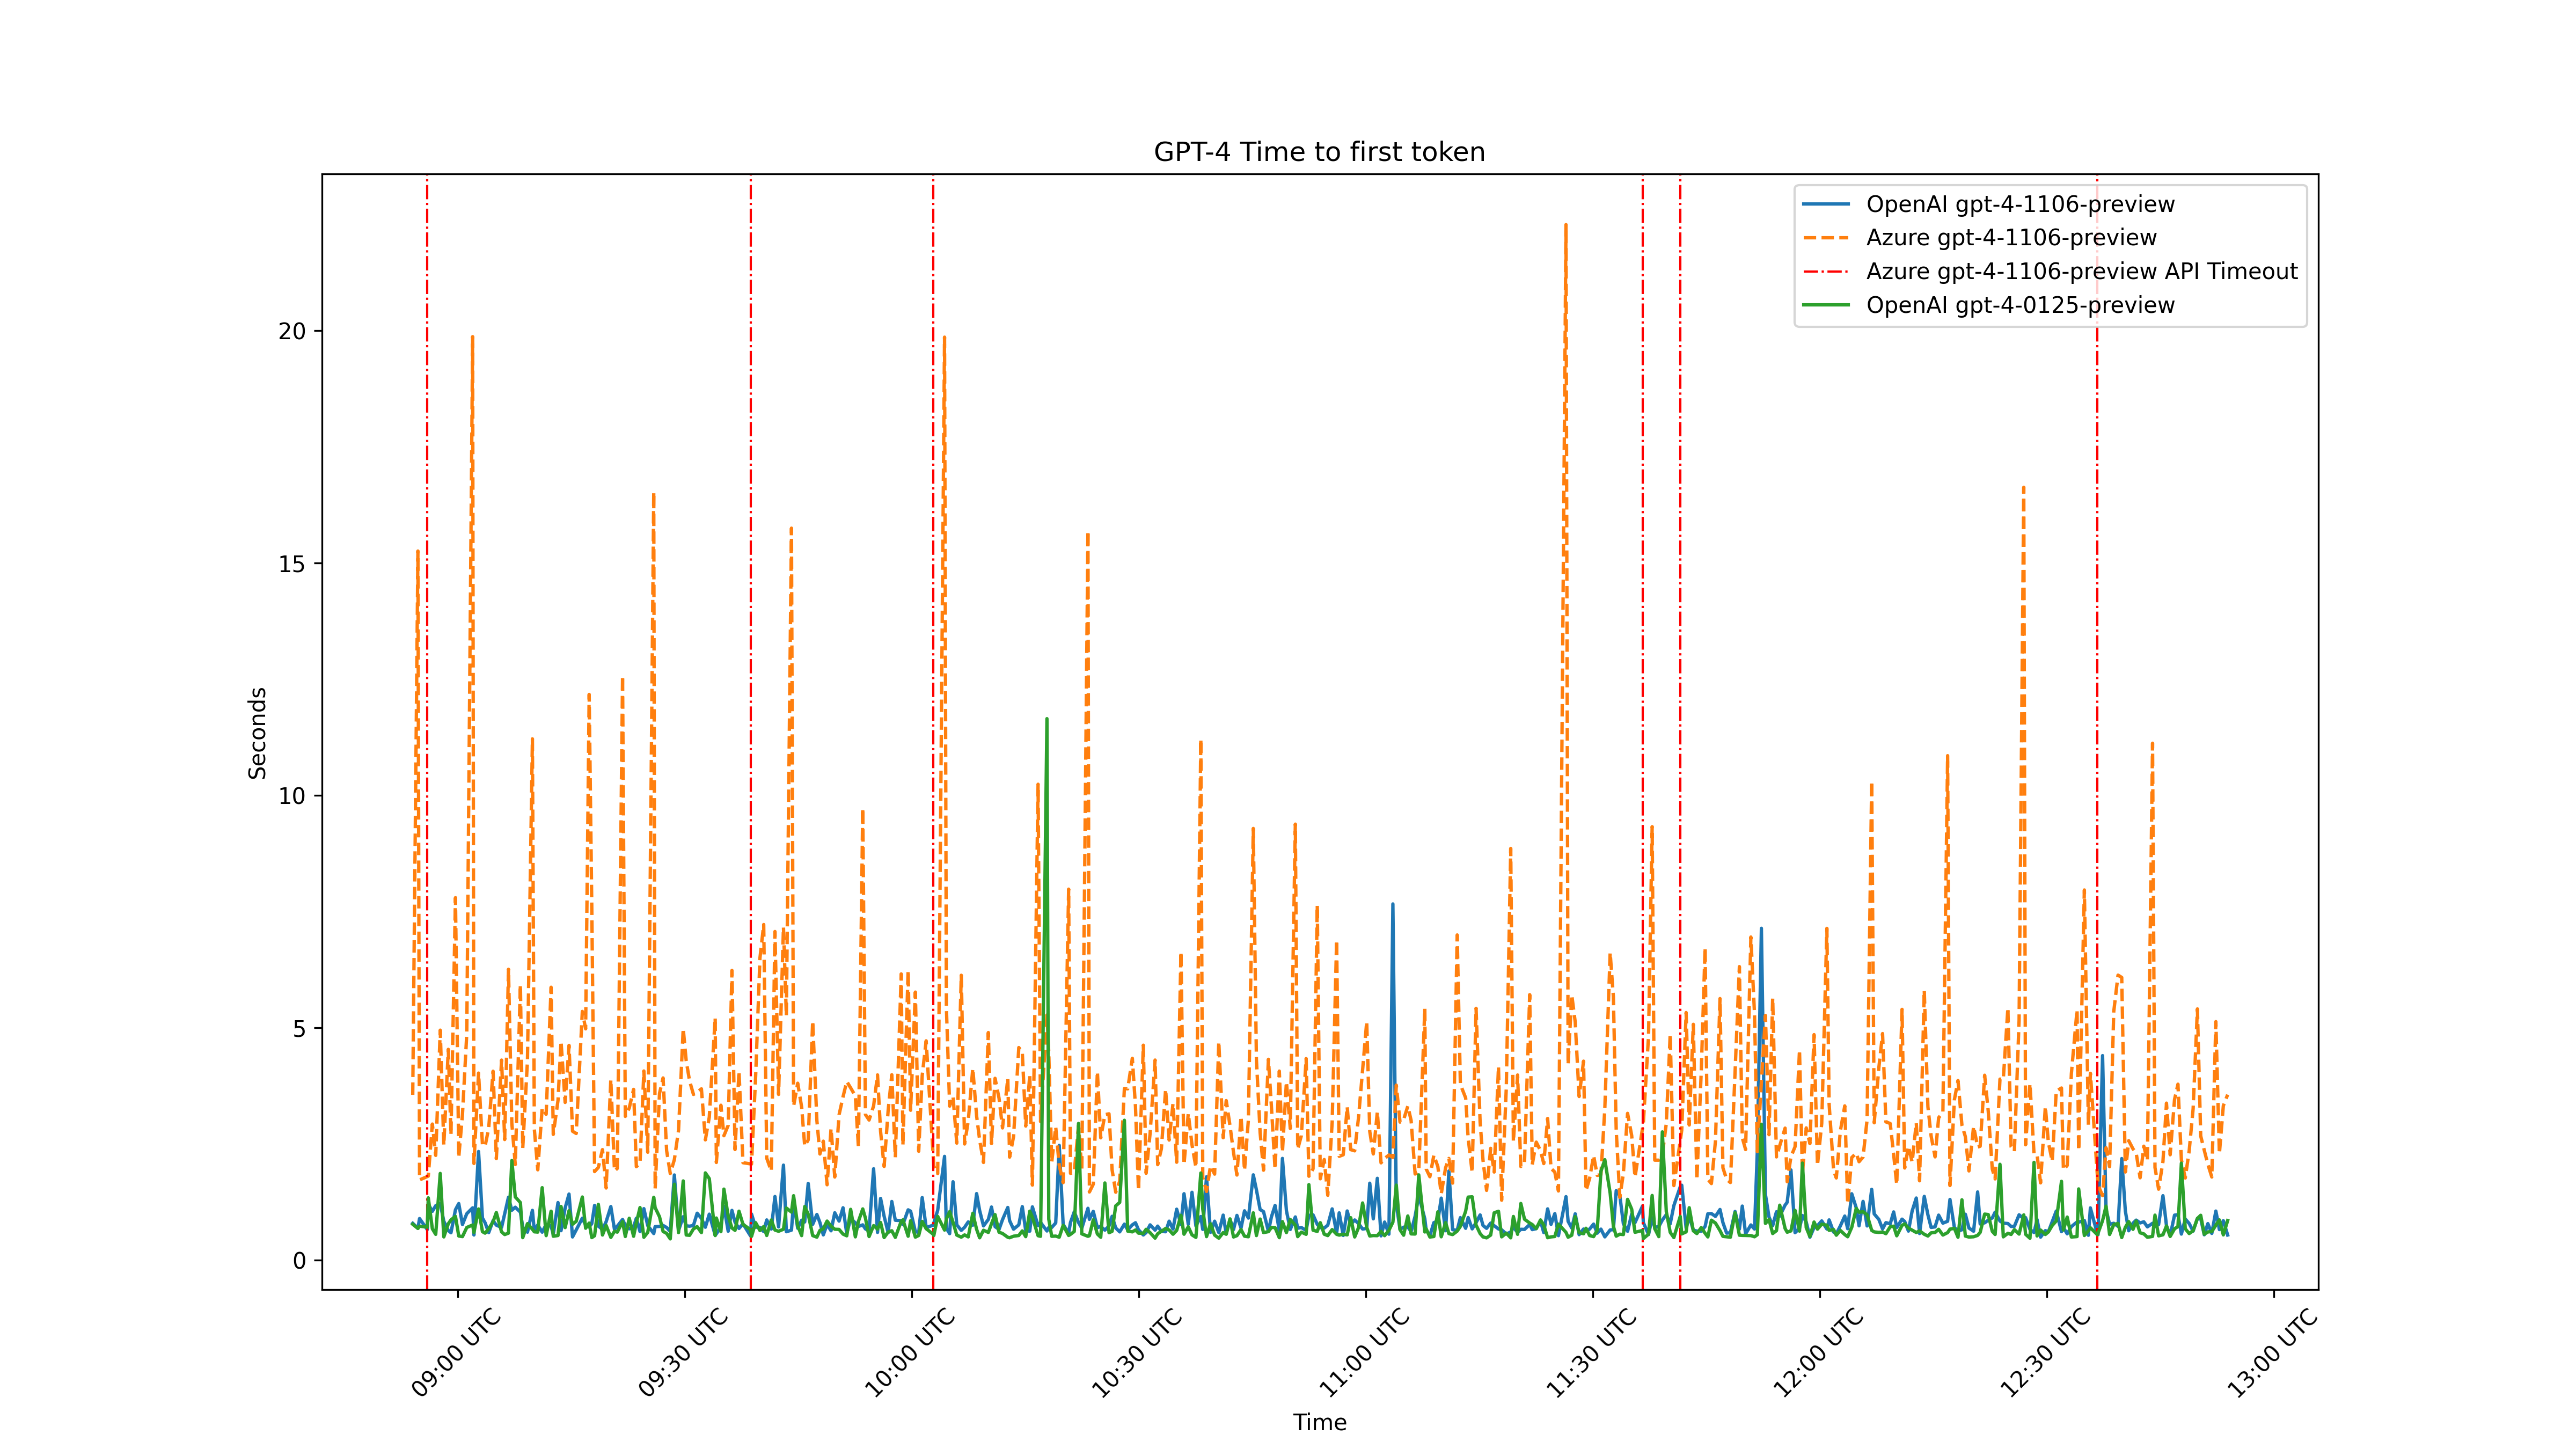 GPT-4 Time to first token
OpenAI gpt-4-1106-preview
Azure gpt-4-1106-preview
Azure gpt-4-1106-preview API Timeout
OpenAI gpt-4-0125-preview
Seconds
20
15
10
5
0
09:00 UTC
09:30 UTC
10:00 UTC
10:30 UTC
11:00 UTC
11:30 UTC
12:00 UTC
12:30 UTC
13:00 UTC
Time